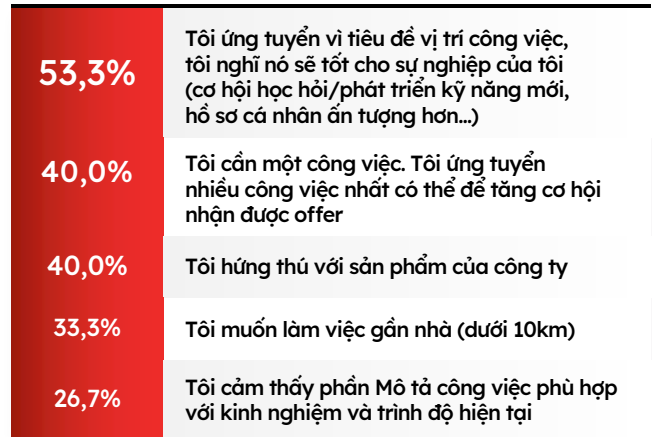 53,3%
Tôi ứng tuyển vì tiêu đề vị trí công việc,
tôi nghĩ nó sẽ tốt cho sự nghiệp của tôi
(cơ hội học hỏi/phát triển kỹ năng mới,
hồ sơ cá nhân ấn tượng hơn...)
40,0%
Tôi cần một công việc. Tôi ứng tuyển
nhiều công việc nhất có thể để tăng cơ hội
nhận được offer
40,0%
Tôi hứng thú với sản phẩm của công ty
33,3%
Tôi muốn làm việc gần nhà (dưới 10km)
26,7%
Tôi cảm thấy phần Mô tả công việc phù hợp
với kinh nghiệm và trình độ hiện tại